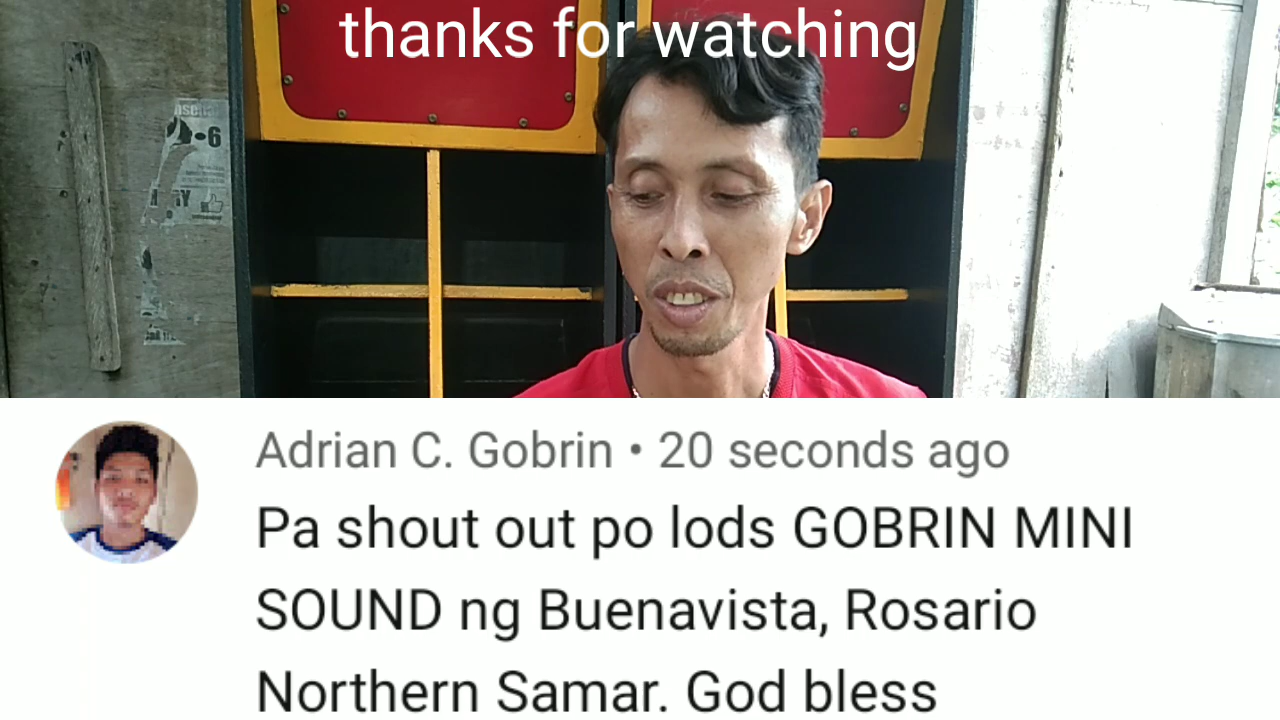 thanks for watching
-6
Adrian C. Gobrin • 20 seconds ago
Pa shout out po lods GOBRIN MINI
SOUND ng Buenavista, Rosario
Northern Samar. God bless